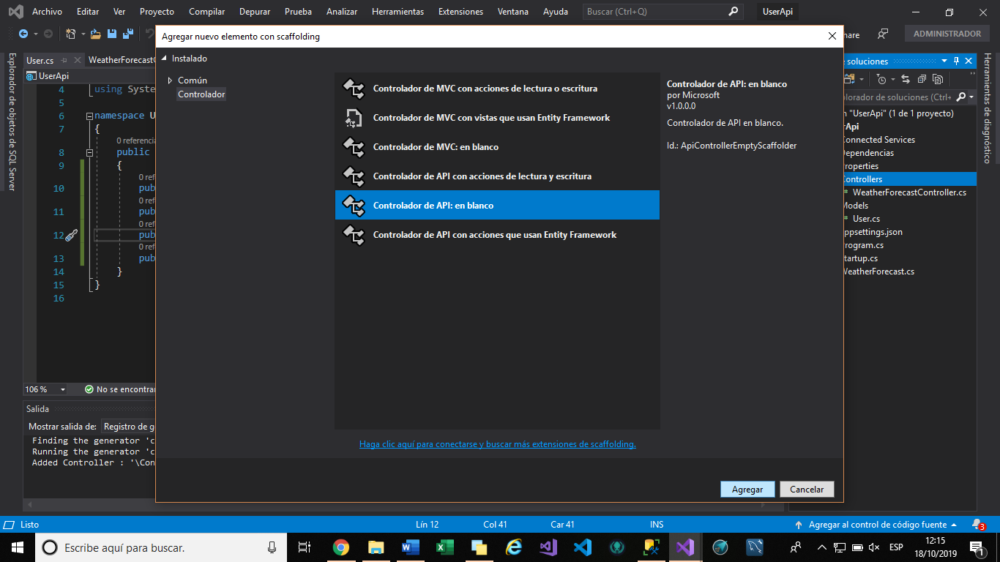 Archivo Editar Ver Proyecto Compilar Depurar Prueba Analizar Herramientas Extensiones Ventana Ayuda Buscar (Ctrl+Q) UserApi
Agregar nuevo elemento con scaffolding
hare ADMINISTRADOR
Explorador de objetos de SQL Server
User.cs WeatherForecastC
UserApi
4 using System
5
6 namespace U
7 {
0 referencia
8 public
9 {
0 ref
10 pub
0 ref
11 pub
0 ref
12 pub
0 ref
13 pub
14 }
15 }
16
106 % No se encontrar
Salida
Mostrar salida de: Registro de g
Finding the generator 'c
Running the generator 'c
Added Controller : '\Con
Instalado
Común
Controlador
Controlador de MVC con acciones de lectura o escritura
Controlador de MVC con vistas que usan Entity Framework
Controlador de MVC: en blanco
Controlador de API con acciones de lectura y escritura
Controlador de API: en blanco
Controlador de API con acciones que usan Entity Framework
Haga clic aquí para conectarse y buscar más extensiones de scaffolding.
Controlador de API: en blanco
por Microsoft
v1.0.0.0
Controlador de API en blanco.
Id.: ApiControllerEmptyScaffolder
Agregar Cancelar
e soluciones
lorador de soluciones (Ctrl+
n "UserApi" (1 de 1 proyecto)
rApi
Connected Services
Dependencias
Properties
Controllers
WeatherForecastController.cs
Models
User.cs
appsettings.json
rogram.cs
tartup.cs
WeatherForecast.cs
Herramientas de diagnóstico
Listo Lín 12 Col 41 Car 41 INS Agregar al control de código fuente 3
Escribe aquí para buscar. ESP 12:15
18/10/2019 1